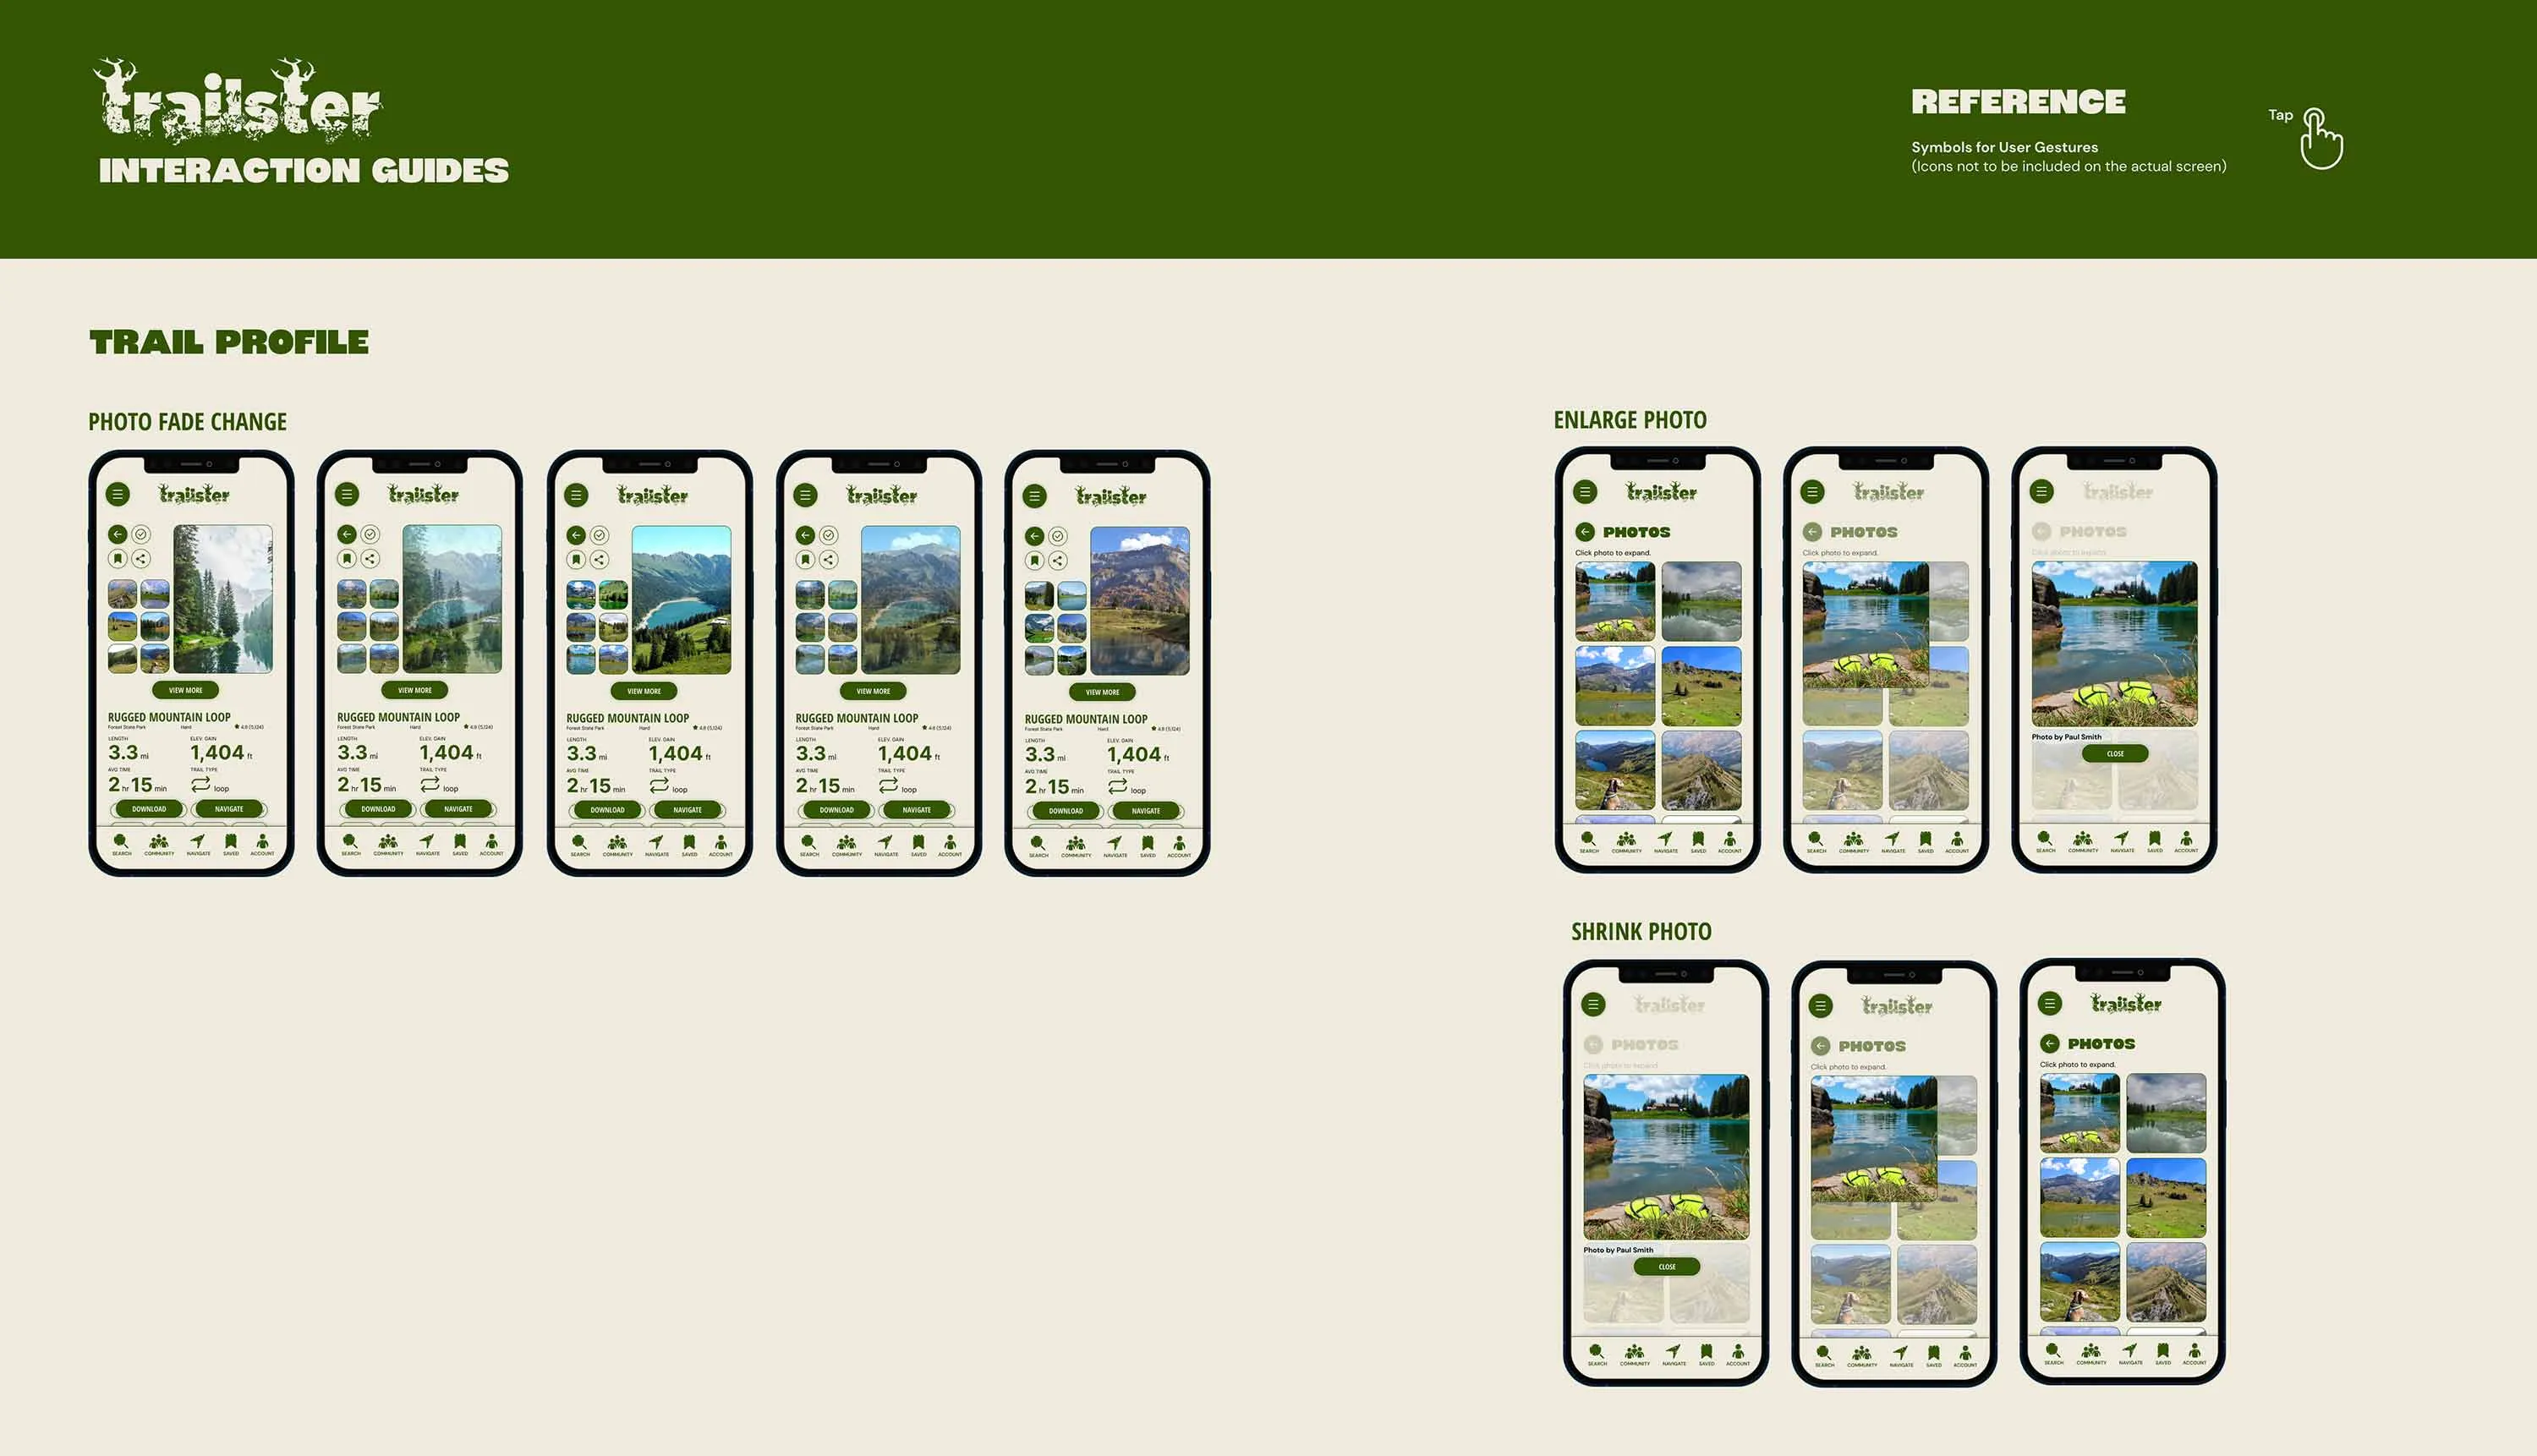 trailster
INTERACTION GUIDES
REFERENCE
Symbols for User Gestures
(Icons not to be included on the actual screen)
Tap
TRAIL PROFILE
PHOTO FADE CHANGE
trailster
VIEW MORE
RUGGED MOUNTAIN LOOP
Forest State Park Hard 4.8 (5,124)
LENGTH ELEV. GAIN
3.3 mi 1,404 ft
AVG TIME TRAIL TYPE
2 hr 15 min loop
DOWNLOAD NAVIGATE
SEARCH COMMUNITY NAVIGATE SAVED ACCOUNT
trailster
VIEW MORE
RUGGED MOUNTAIN LOOP
Forest State Park Hard 4.8 (5,124)
LENGTH ELEV. GAIN
3.3 mi 1,404 ft
AVG TIME TRAIL TYPE
2 hr 15 min loop
DOWNLOAD NAVIGATE
SEARCH COMMUNITY NAVIGATE SAVED ACCOUNT
trailster
VIEW MORE
RUGGED MOUNTAIN LOOP
Forest State Park Hard 4.8 (5,124)
LENGTH ELEV. GAIN
3.3 mi 1,404 ft
AVG TIME TRAIL TYPE
2 hr 15 min loop
DOWNLOAD NAVIGATE
SEARCH COMMUNITY NAVIGATE SAVED ACCOUNT
trailster
VIEW MORE
RUGGED MOUNTAIN LOOP
Forest State Park Hard 4.8 (5,124)
LENGTH ELEV. GAIN
3.3 mi 1,404 ft
AVG TIME TRAIL TYPE
2 hr 15 min loop
DOWNLOAD NAVIGATE
SEARCH COMMUNITY NAVIGATE SAVED ACCOUNT
trailster
VIEW MORE
RUGGED MOUNTAIN LOOP
Forest State Park Hard 4.8 (5,124)
LENGTH ELEV. GAIN
3.3 mi 1,404 ft
AVG TIME TRAIL TYPE
2 hr 15 min loop
DOWNLOAD NAVIGATE
SEARCH COMMUNITY NAVIGATE SAVED ACCOUNT
ENLARGE PHOTO
trailster
PHOTOS
Click photo to expand.
SEARCH COMMUNITY NAVIGATE SAVED ACCOUNT
trailster
PHOTOS
Click photo to expand.
SEARCH COMMUNITY NAVIGATE SAVED ACCOUNT
trailster
PHOTOS
Click photo to expand.
Photo by Paul Smith
CLOSE
SEARCH COMMUNITY NAVIGATE SAVED ACCOUNT
SHRINK PHOTO
trailster
PHOTOS
Click photo to expand.
Photo by Paul Smith
CLOSE
SEARCH COMMUNITY NAVIGATE SAVED ACCOUNT
trailster
PHOTOS
Click photo to expand.
SEARCH COMMUNITY NAVIGATE SAVED ACCOUNT
trailster
PHOTOS
Click photo to expand.
SEARCH COMMUNITY NAVIGATE SAVED ACCOUNT